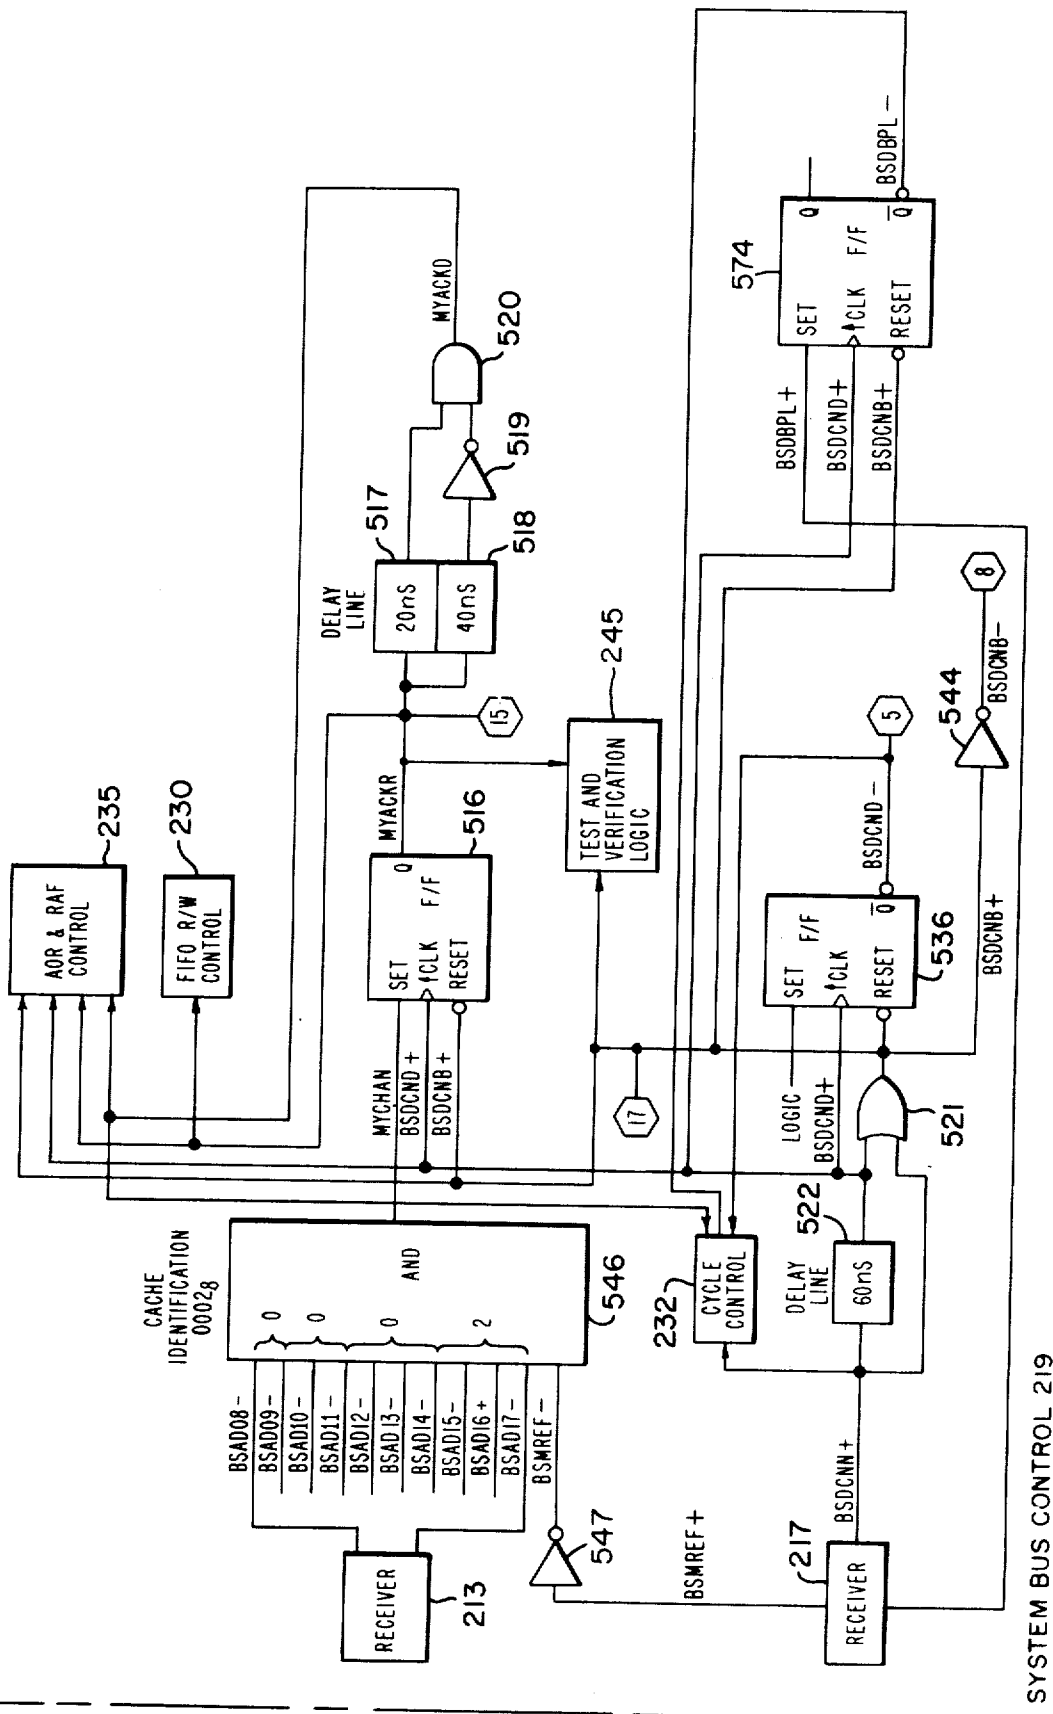 CACHE
IDENTIFICATION
0002₈
RECEIVER
213
BSAD08-
BSAD09-
BSAD10-
BSAD11-
BSAD12-
BSAD13-
BSAD14-
BSAD15-
BSAD16+
BSAD17-
BSMREF-
0
0
0
2
AND
546
547
BSMREF+
AOR & RAF
CONTROL
235
FIFO R/W
CONTROL
230
MYCHAN
BSDCND+
BSDCNB+
SET
↑CLK
RESET
F/F
Q
516
MYACKR
15
DELAY
LINE
20nS
40nS
517
518
519
520
MYACKD
TEST AND
VERIFICATION
LOGIC
245
232
CYCLE
CONTROL
17
RECEIVER
217
BSDCNN+
DELAY
LINE
60nS
522
521
LOGIC
BSDCND+
SET
↑CLK
RESET
F/F
Q
536
BSDCND-
5
BSDCNB+
544
BSDCNB-
8
BSDBPL+
BSDCND+
BSDCNB+
574
SET
↑CLK
RESET
F/F
Q
Q
BSDBPL-
SYSTEM BUS CONTROL 219